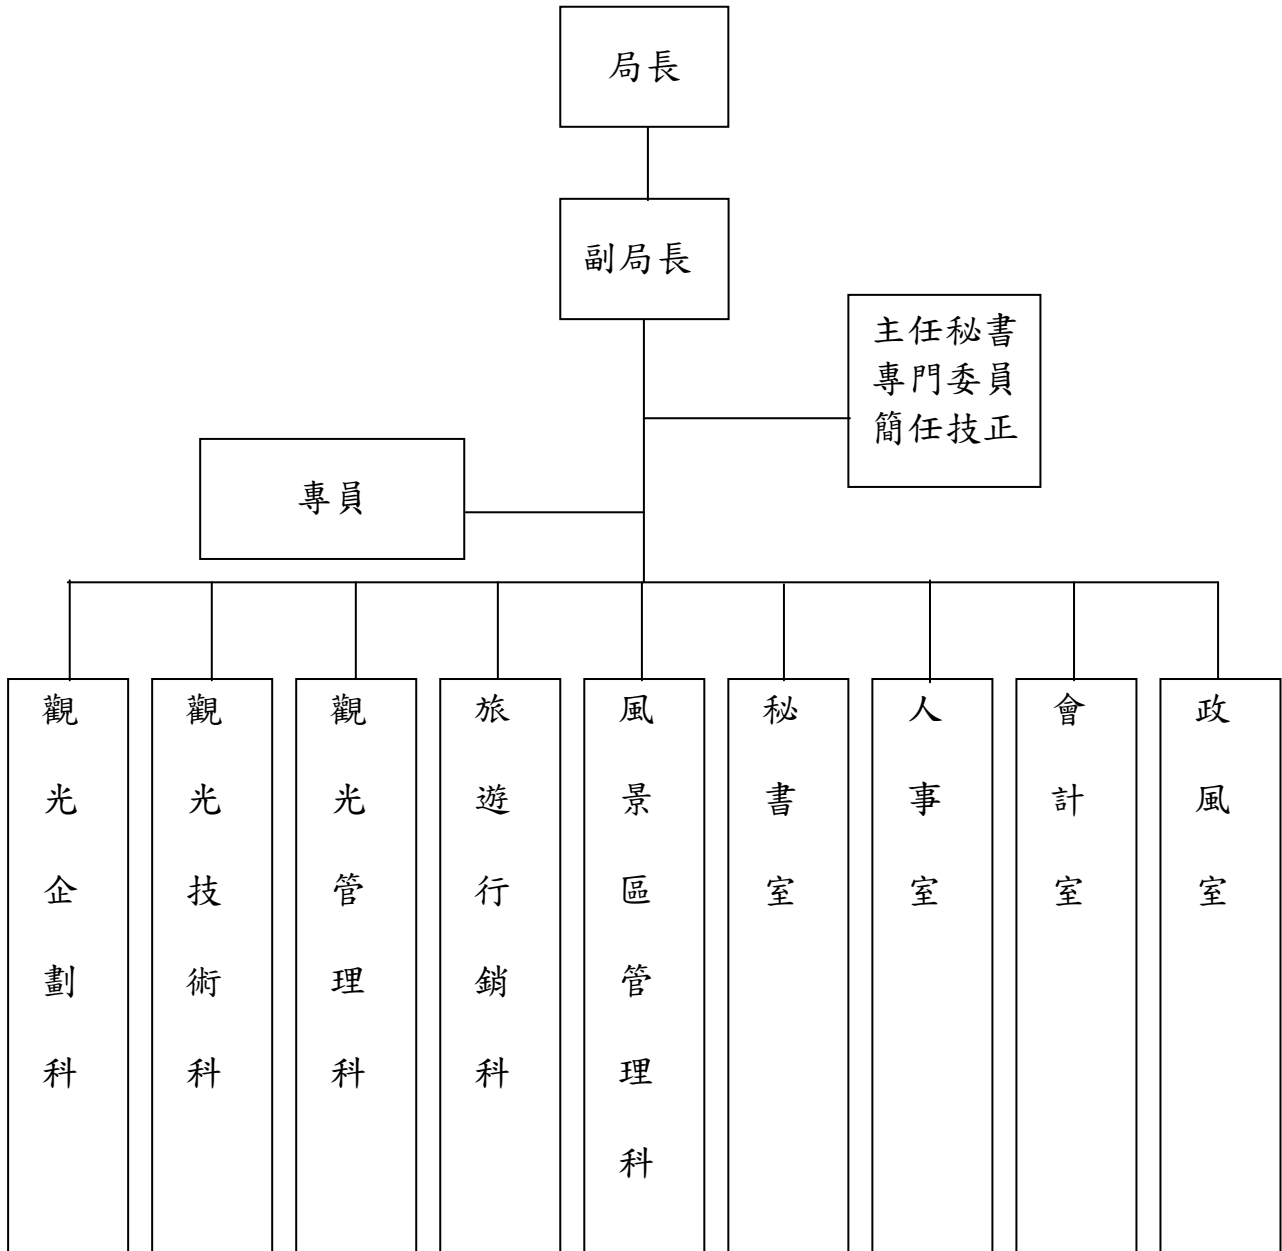 局長
副局長
主任秘書
專門委員
簡任技正
專員
觀光企劃科
觀光技術科
觀光管理科
旅遊行銷科
風景區管理科
秘書室
人事室
會計室
政風室